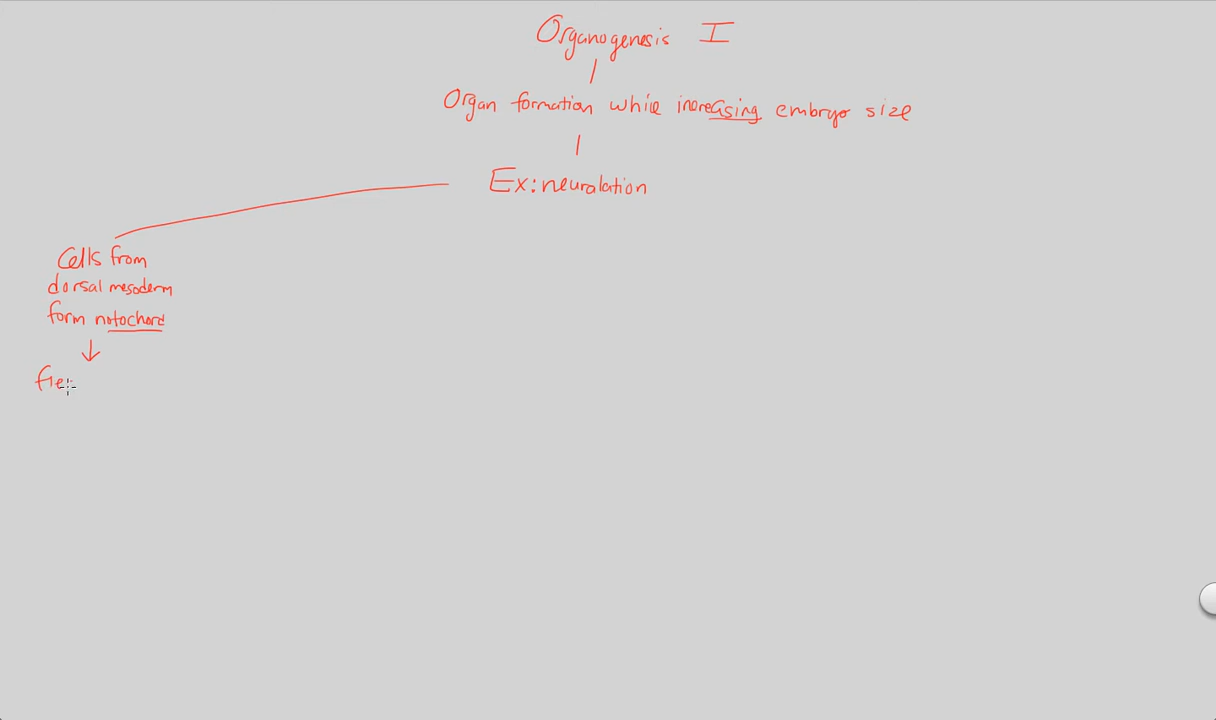 Organogenesis I
Organ formation while increasing embryo size
Ex: neuralation
Cells from
dorsal mesoderm
form notochord